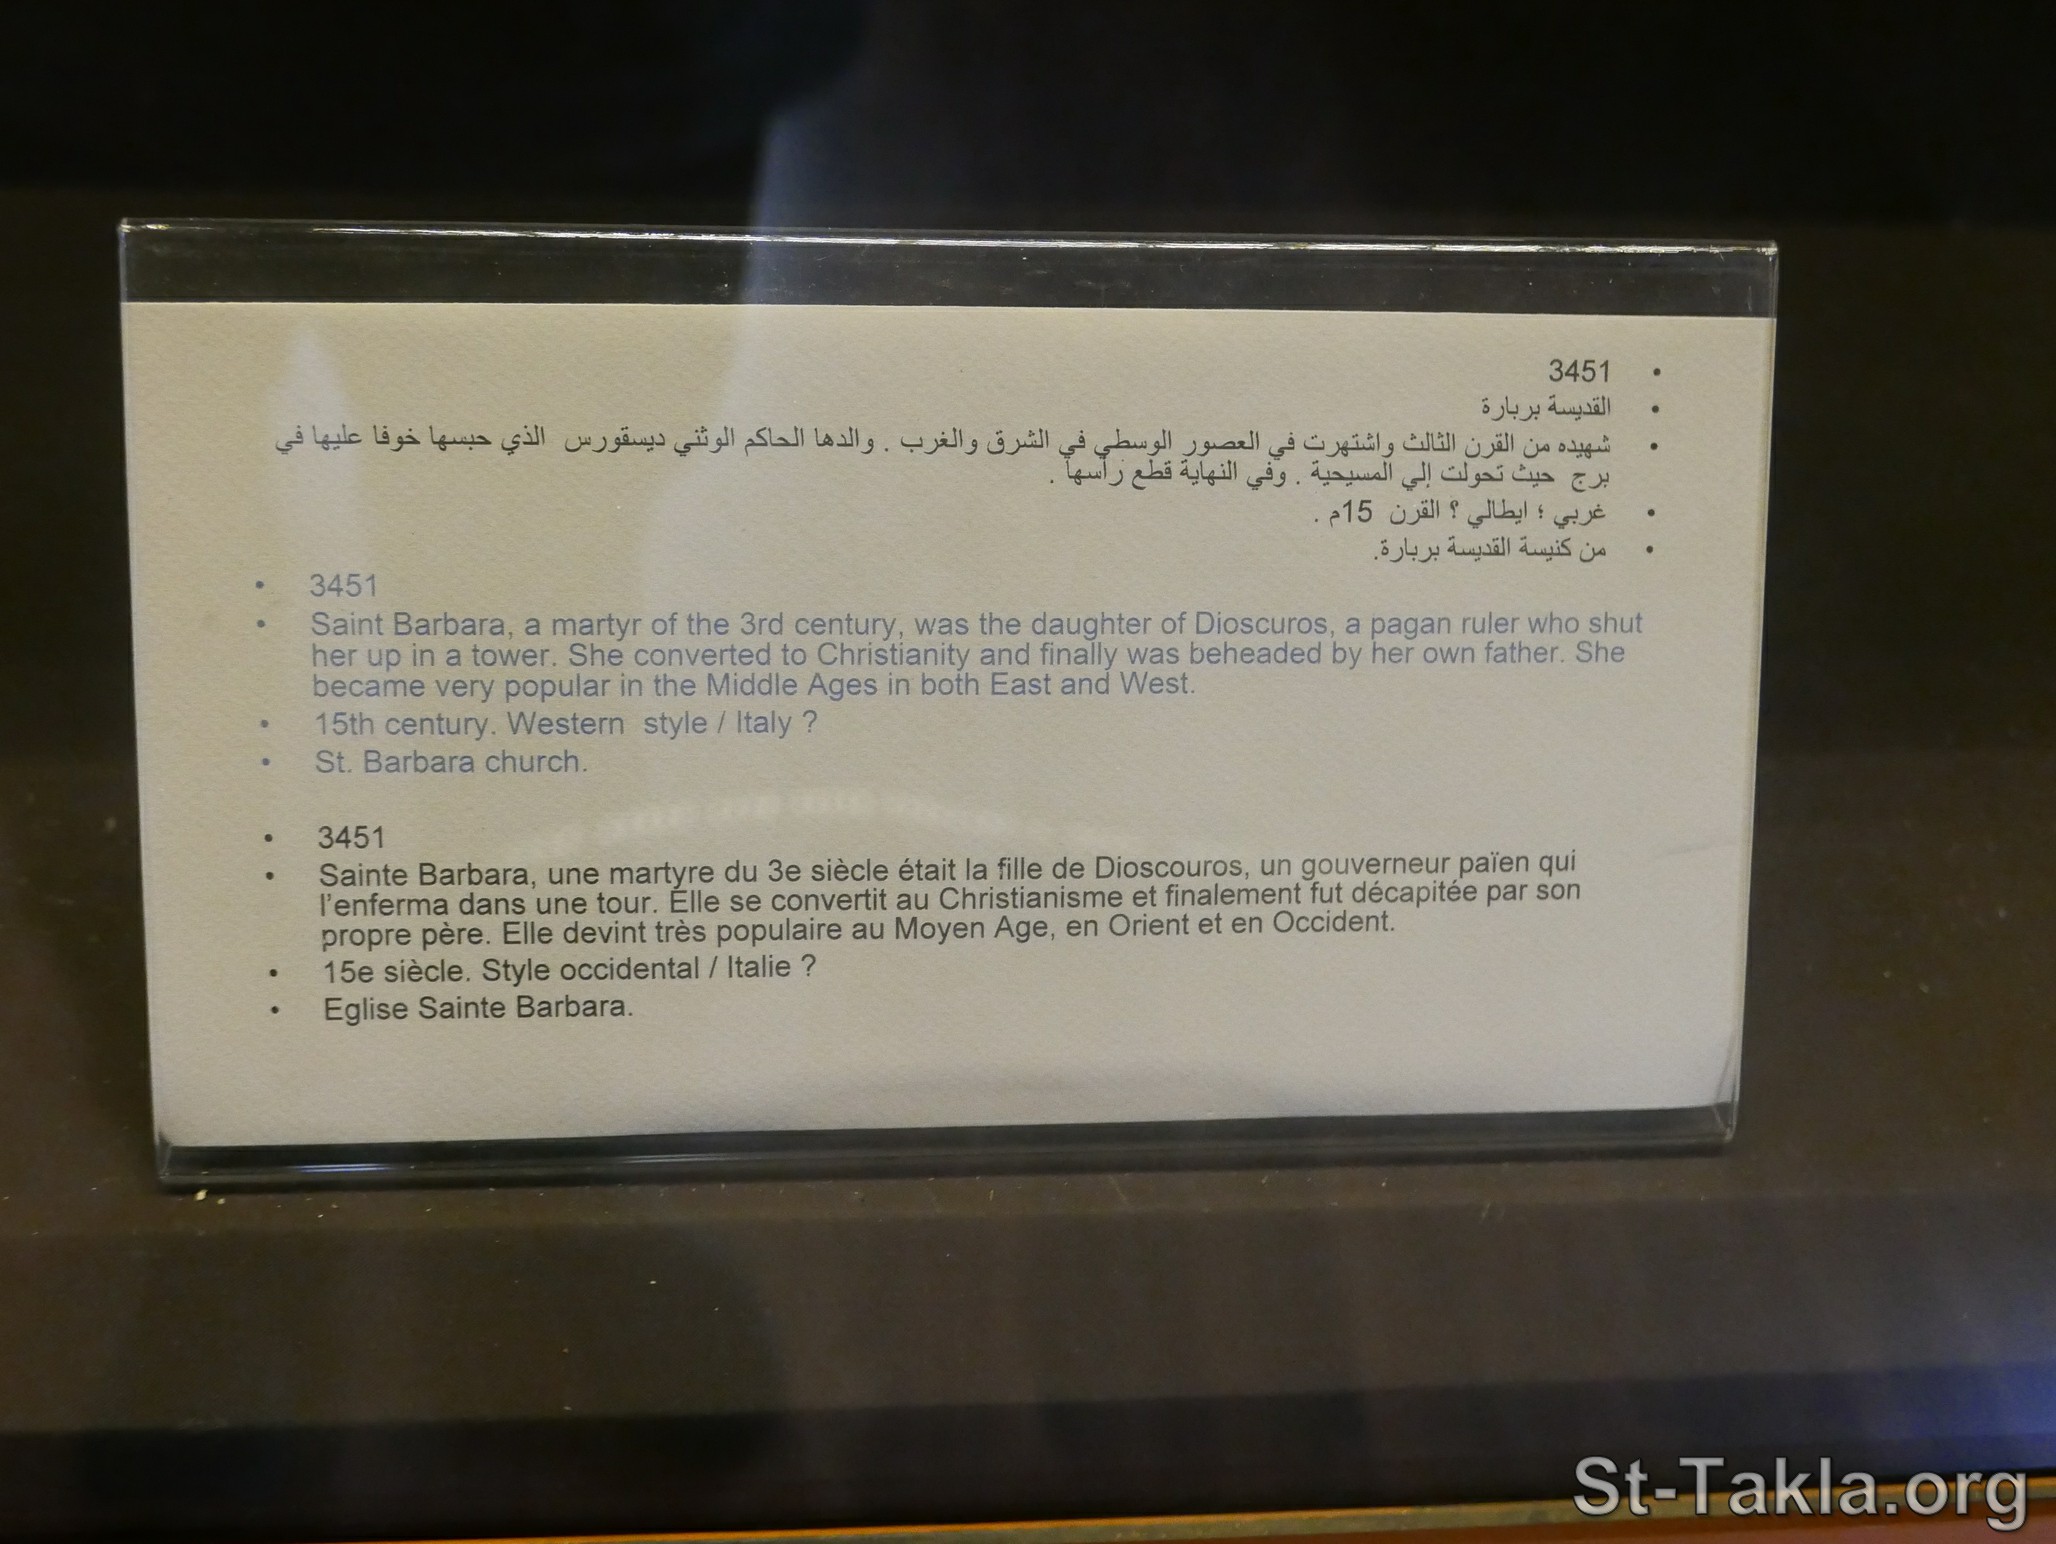 • 3451
• القديسة بربارة
• شهيده من القرن الثالث واشتهرت في العصور الوسطي في الشرق والغرب . والدها الحاكم الوثني ديسقورس الذي حبسها خوفا عليها في
برج حيث تحولت إلي المسيحية . وفي النهاية قطع رأسها .
• غربي ؛ ايطالي ؟ القرن 15م .
• من كنيسة القديسة بربارة.
• 3451
• Saint Barbara, a martyr of the 3rd century, was the daughter of Dioscuros, a pagan ruler who shut
her up in a tower. She converted to Christianity and finally was beheaded by her own father. She
became very popular in the Middle Ages in both East and West.
• 15th century. Western style / Italy ?
• St. Barbara church.
• 3451
• Sainte Barbara, une martyre du 3e siècle était la fille de Dioscouros, un gouverneur païen qui
l'enferma dans une tour. Elle se convertit au Christianisme et finalement fut décapitée par son
propre père. Elle devint très populaire au Moyen Age, en Orient et en Occident.
• 15e siècle. Style occidental / Italie ?
• Eglise Sainte Barbara.
St-Takla.org